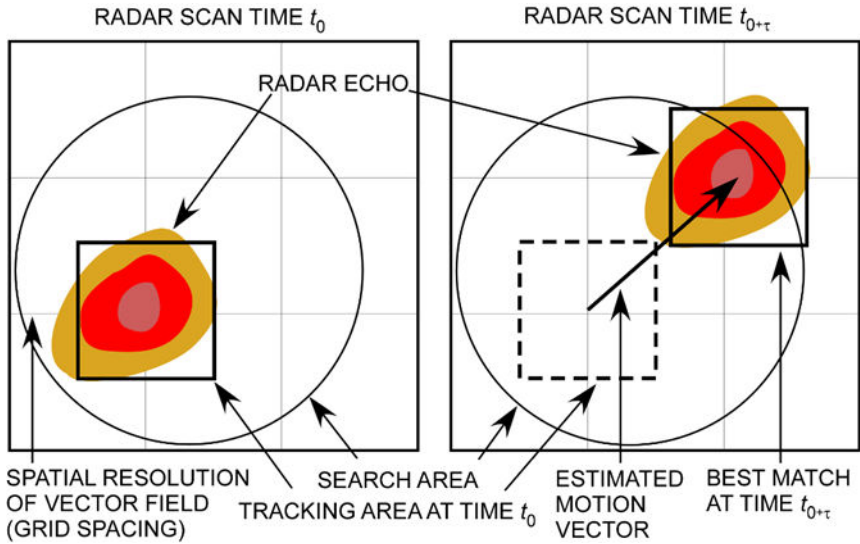 RADAR SCAN TIME t0
RADAR SCAN TIME t0+τ
RADAR ECHO
SPATIAL RESOLUTION
OF VECTOR FIELD
(GRID SPACING)
SEARCH AREA
TRACKING AREA AT TIME t0
ESTIMATED
MOTION
VECTOR
BEST MATCH
AT TIME t0+τ